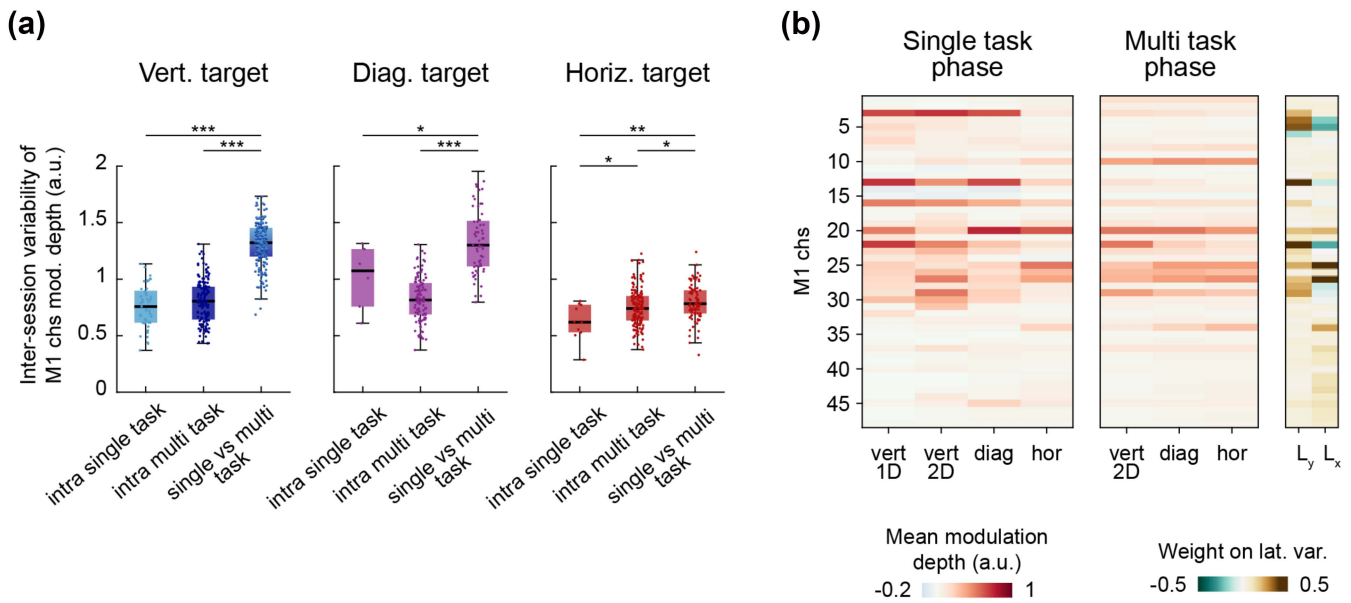 (a)
Vert. target
Diag. target
Horiz. target
Inter-session variability of
M1 chs mod. depth (a.u.)
2
1.5
1
0.5
0
***
***
*
***
**
*
*
intra single task
intra multi task
single vs multi
task
intra single task
intra multi task
single vs multi
task
intra single task
intra multi task
single vs multi
task
(b)
Single task
phase
Multi task
phase
M1 chs
5
10
15
20
25
30
35
40
45
vert
1D
vert
2D
diag
hor
vert
2D
diag
hor
Ly Lx
Mean modulation
depth (a.u.)
-0.2 1
Weight on lat. var.
-0.5 0.5